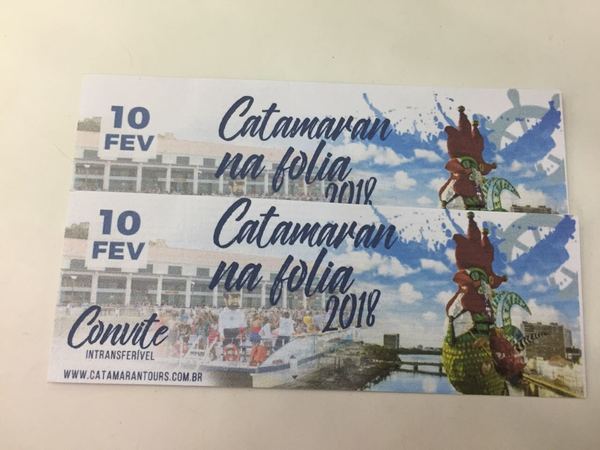 10
FEV
Catamaran
na folia
2018
10
FEV
Catamaran
na folia
2018
Convite
INTRANSFERÍVEL
WWW.CATAMARANTOURS.COM.BR